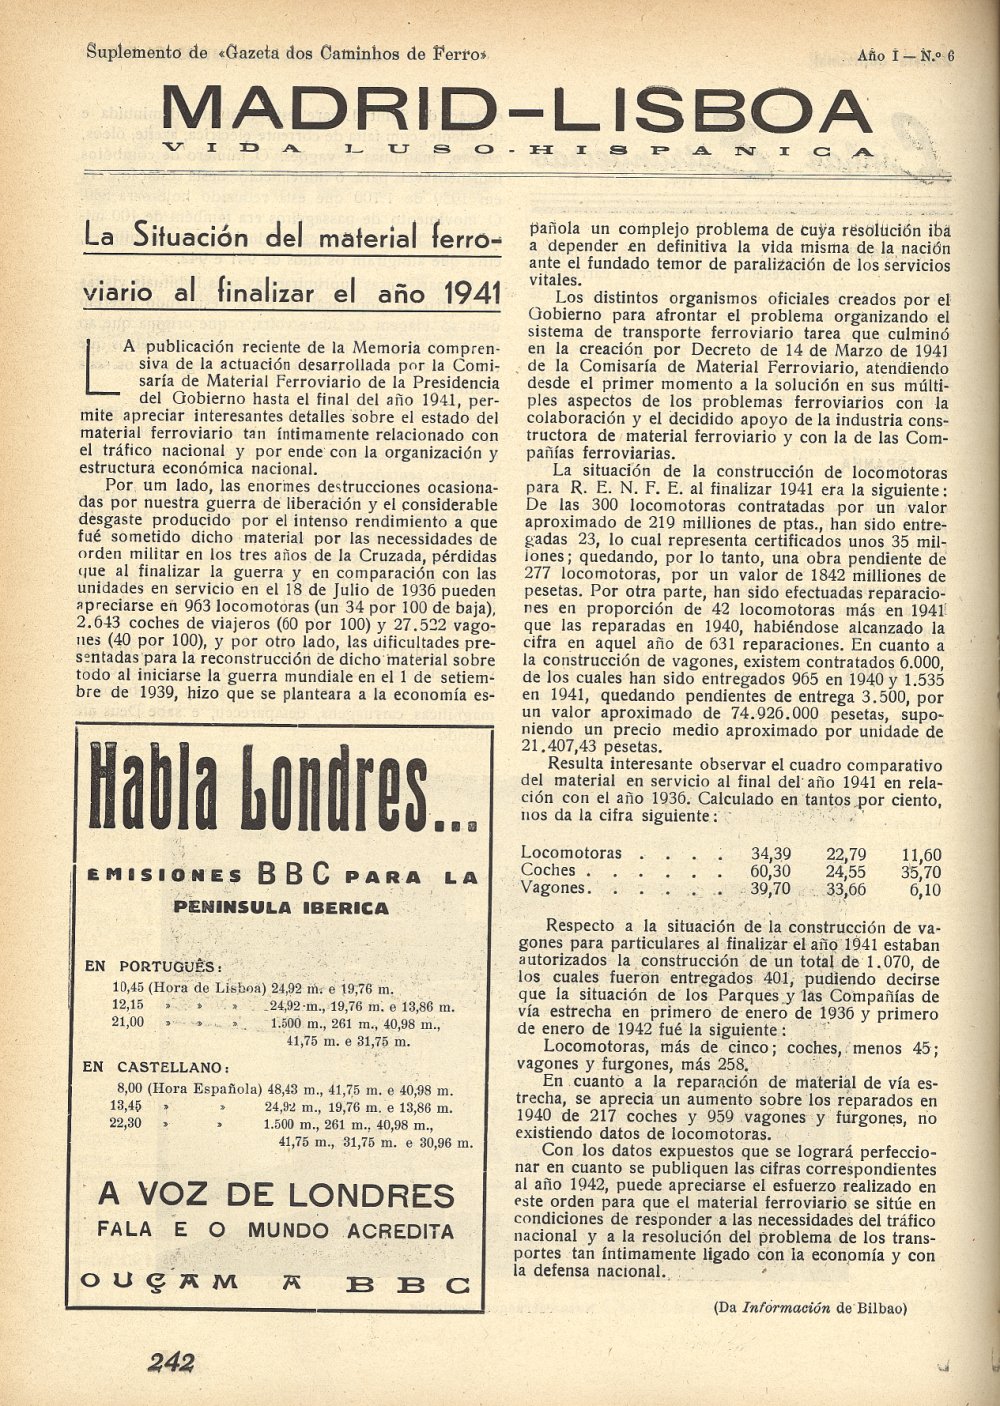 Suplemento de «Gazeta dos Caminhos de Ferro»
Año I — N.º 6
MADRID-LISBOA
VIDA LUSO-HISPANICA
La Situación del material ferro-
viario al finalizar el año 1941
LA publicación reciente de la Memoria compren-
siva de la actuación desarrollada por la Comi-
saría de Material Ferroviario de la Presidencia
del Gobierno hasta el final del año 1941, per-
mite apreciar interesantes detalles sobre el estado del
material ferroviario tan íntimamente relacionado con
el tráfico nacional y por ende con la organización y
estructura económica nacional.
Por um lado, las enormes destrucciones ocasiona-
das por nuestra guerra de liberación y el considerable
desgaste producido por el intenso rendimiento a que
fué sometido dicho material por las necesidades de
orden militar en los tres años de la Cruzada, pérdidas
que al finalizar la guerra y en comparación con las
unidades en servicio en el 18 de Julio de 1936 pueden
apreciarse en 963 locomotoras (un 34 por 100 de baja),
2.643 coches de viajeros (60 por 100) y 27.522 vago-
nes (40 por 100), y por otro lado, las dificultades pre-
sentadas para la reconstrucción de dicho material sobre
todo al iniciarse la guerra mundial en el 1 de setiem-
bre de 1939, hizo que se planteara a la economía es-
Habla Londres...
EMISIONES BBC PARA LA
PENINSULA IBERICA
EN PORTUGUÊS:
10,45 (Hora de Lisboa) 24,92 m. e 19,76 m.
12,15 » » » 24,92 m., 19,76 m. e 13,86 m.
21,00 » » » 1.500 m., 261 m., 40,98 m.,
41,75 m. e 31,75 m.
EN CASTELLANO:
8,00 (Hora Española) 48,43 m., 41,75 m. e 40,98 m.
13,45 » » 24,92 m., 19,76 m. e 13,86 m.
22,30 » » 1.500 m., 261 m., 40,98 m.,
41,75 m., 31,75 m. e 30,96 m.
A VOZ DE LONDRES
FALA E O MUNDO ACREDITA
OUÇAM A BBC
pañola un complejo problema de cuya resolución iba
a depender en definitiva la vida misma de la nación
ante el fundado temor de paralización de los servicios
vitales.
Los distintos organismos oficiales creados por el
Gobierno para afrontar el problema organizando el
sistema de transporte ferroviario tarea que culminó
en la creación por Decreto de 14 de Marzo de 1941
de la Comisaría de Material Ferroviario, atendiendo
desde el primer momento a la solución en sus múlti-
ples aspectos de los problemas ferroviarios con la
colaboración y el decidido apoyo de la industria cons-
tructora de material ferroviario y con la de las Com-
pañías ferroviarias.
La situación de la construcción de locomotoras
para R. E. N. F. E. al finalizar 1941 era la siguiente:
De las 300 locomotoras contratadas por un valor
aproximado de 219 milliones de ptas., han sido entre-
gadas 23, lo cual representa certificados unos 35 mil-
lones; quedando, por lo tanto, una obra pendiente de
277 locomotoras, por un valor de 1842 milliones de
pesetas. Por otra parte, han sido efectuadas reparacio-
nes en proporción de 42 locomotoras más en 1941
que las reparadas en 1940, habiéndose alcanzado la
cifra en aquel año de 631 reparaciones. En cuanto a
la construcción de vagones, existem contratados 6.000,
de los cuales han sido entregados 965 en 1940 y 1.535
en 1941, quedando pendientes de entrega 3.500, por
un valor aproximado de 74.926.000 pesetas, supo-
niendo un precio medio aproximado por unidade de
21.407,43 pesetas.
Resulta interesante observar el cuadro comparativo
del material en servicio al final del año 1941 en rela-
ción con el año 1936. Calculado en tantos por ciento,
nos da la cifra siguiente:
Locomotoras . . . . 34,39 22,79 11,60
Coches . . . . . . 60,30 24,55 35,70
Vagones. . . . . . 39,70 33,66 6,10
Respecto a la situación de la construcción de va-
gones para particulares al finalizar el año 1941 estaban
autorizados la construcción de un total de 1.070, de
los cuales fueron entregados 401, pudiendo decirse
que la situación de los Parques y las Compañías de
vía estrecha en primero de enero de 1936 y primero
de enero de 1942 fué la siguiente:
Locomotoras, más de cinco; coches, menos 45;
vagones y furgones, más 258.
En cuanto a la reparación de material de vía es-
trecha, se aprecia un aumento sobre los reparados en
1940 de 217 coches y 959 vagones y furgones, no
existiendo datos de locomotoras.
Con los datos expuestos que se logrará perfeccio-
nar en cuanto se publiquen las cifras correspondientes
al año 1942, puede apreciarse el esfuerzo realizado en
este orden para que el material ferroviario se sitúe en
condiciones de responder a las necessidades del tráfico
nacional y a la resolución del problema de los trans-
portes tan íntimamente ligado con la economía y con
la defensa nacional.
(Da Información de Bilbao)
242